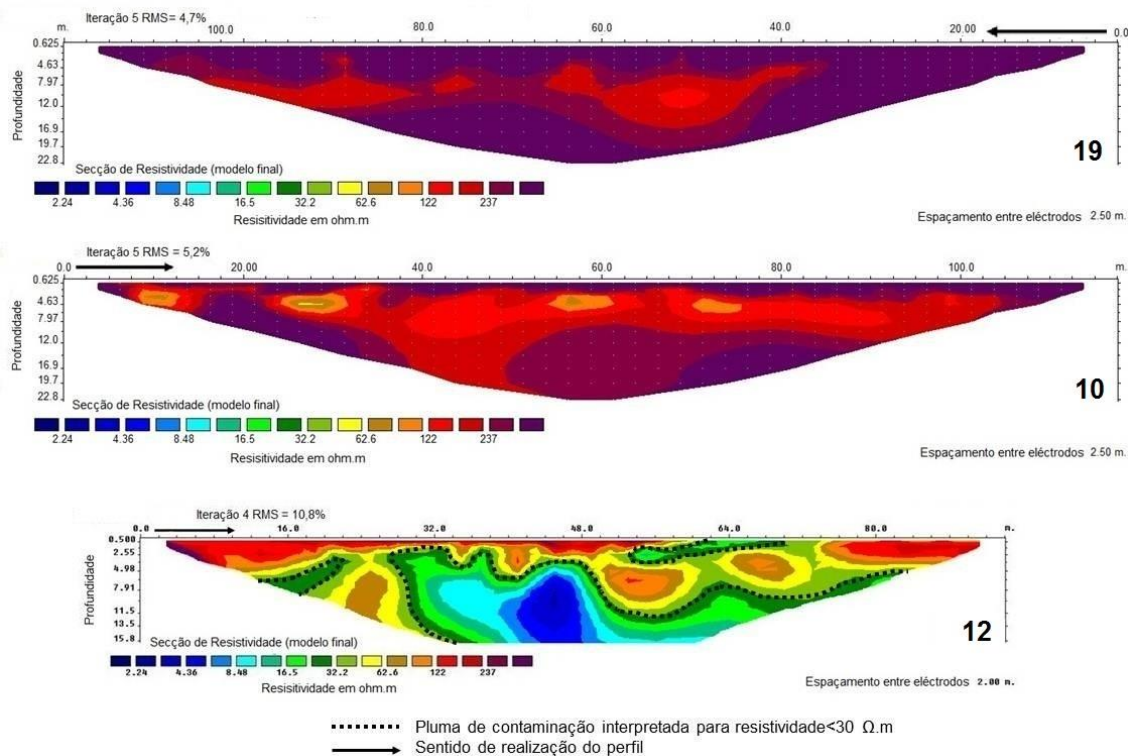 Iteração 5 RMS= 4,7%
m. 100.0 80.0 60.0 40.0 20.00 0.0
Profundidade
0.625
4.63
7.97
12.0
16.9
19.7
22.8
19
Secção de Resistividade (modelo final)
2.24 4.36 8.48 16.5 32.2 62.6 122 237
Resisitividade em ohm.m
Espaçamento entre eléctrodos 2.50 m.
Iteração 5 RMS = 5,2%
0.0 20.00 40.0 60.0 80.0 100.0 m.
Profundidade
0.625
4.63
7.97
12.0
16.9
19.7
22.8
10
Secção de Resistividade (modelo final)
2.24 4.36 8.48 16.5 32.2 62.6 122 237
Resisitividade em ohm.m
Espaçamento entre eléctrodos 2.50 m.
Iteração 4 RMS = 10,8%
0.0 16.0 32.0 48.0 64.0 80.0 m.
Profundidade
0.500
2.55
4.98
7.91
11.5
15.8
12
Secção de Resistividade (modelo final)
2.24 4.36 8.48 16.5 32.2 62.6 122 237
Resisitividade em ohm.m
Espaçamento entre eléctrodos 2.00 m.
Pluma de contaminação interpretada para resistividade<30 Ω.m
Sentido de realização do perfil